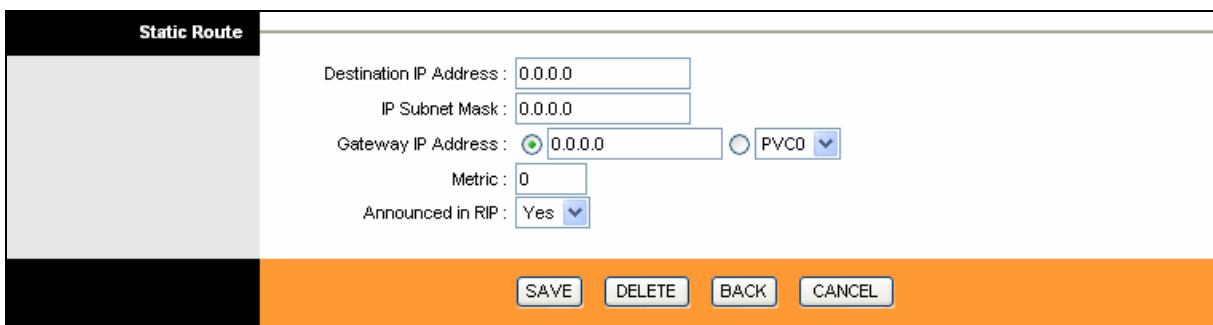 Static Route
Destination IP Address : 0.0.0.0
IP Subnet Mask : 0.0.0.0
Gateway IP Address : 0.0.0.0 PVC0
Metric : 0
Announced in RIP : Yes
SAVE DELETE BACK CANCEL